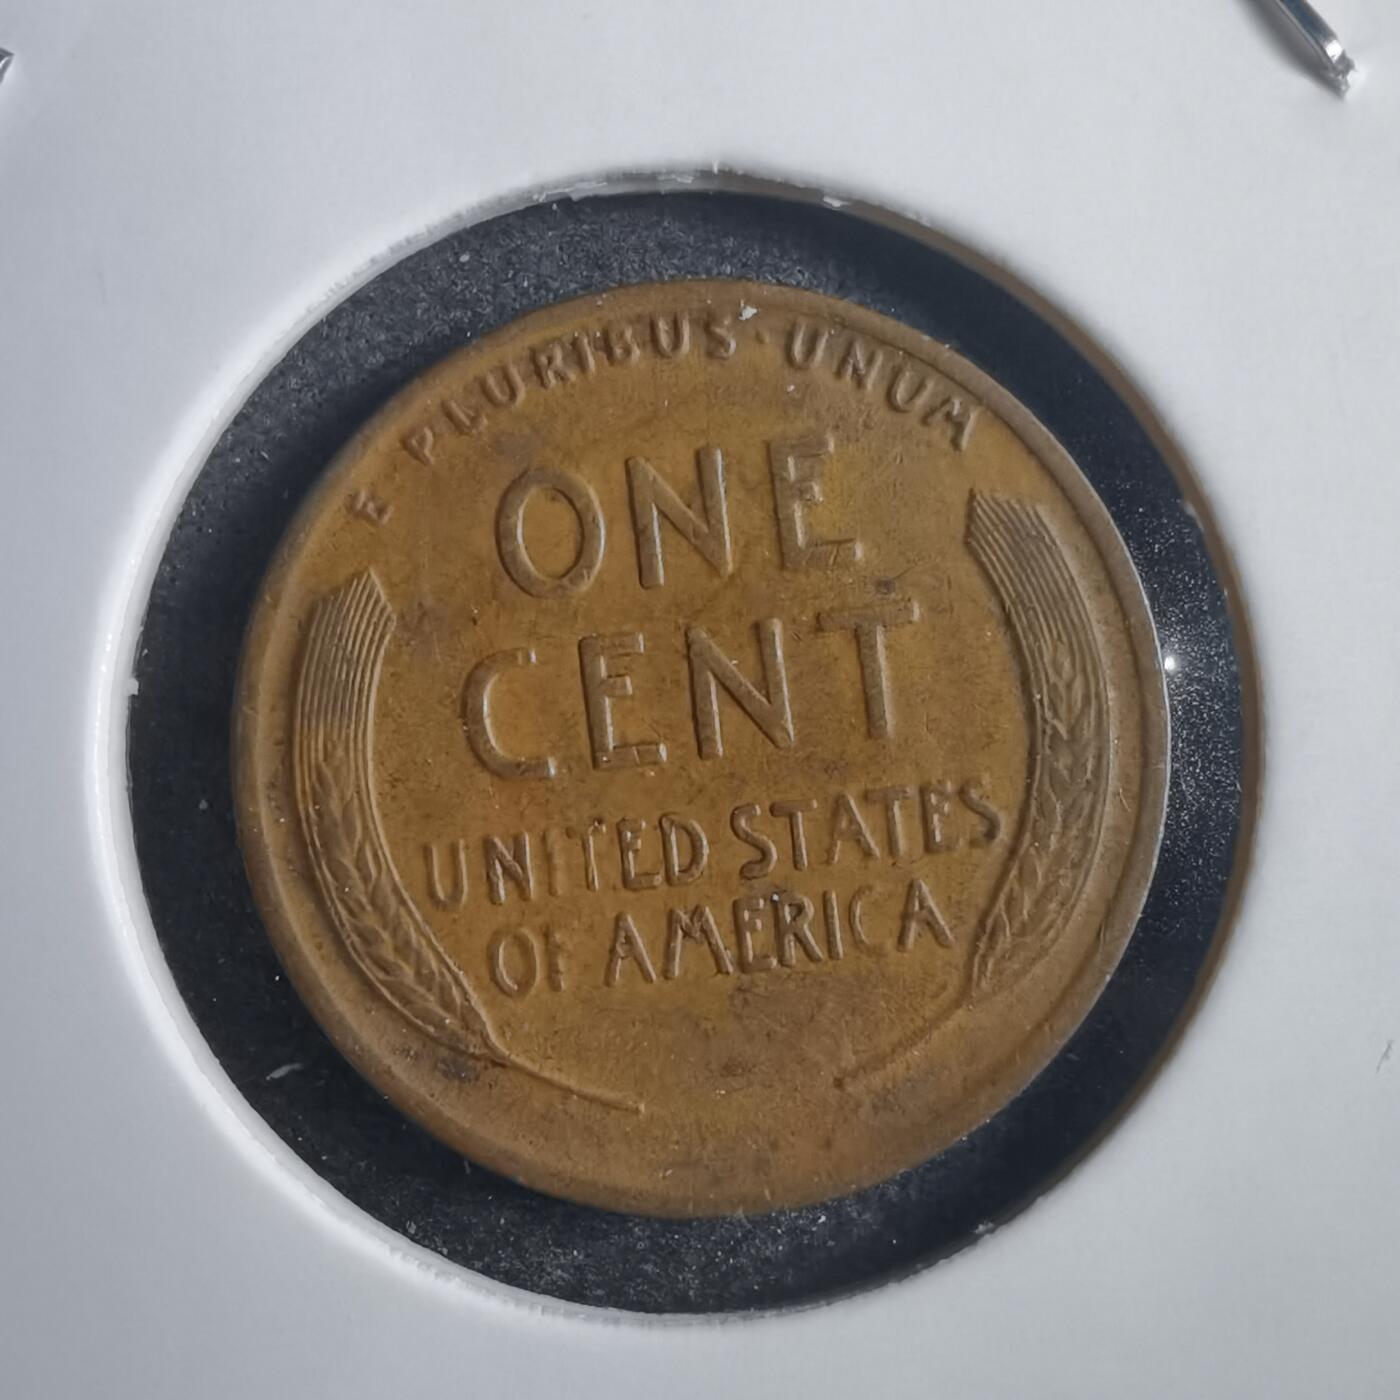 E PLURIBUS · UNUM
ONE
CENT
UNITED STATES
OF AMERICA